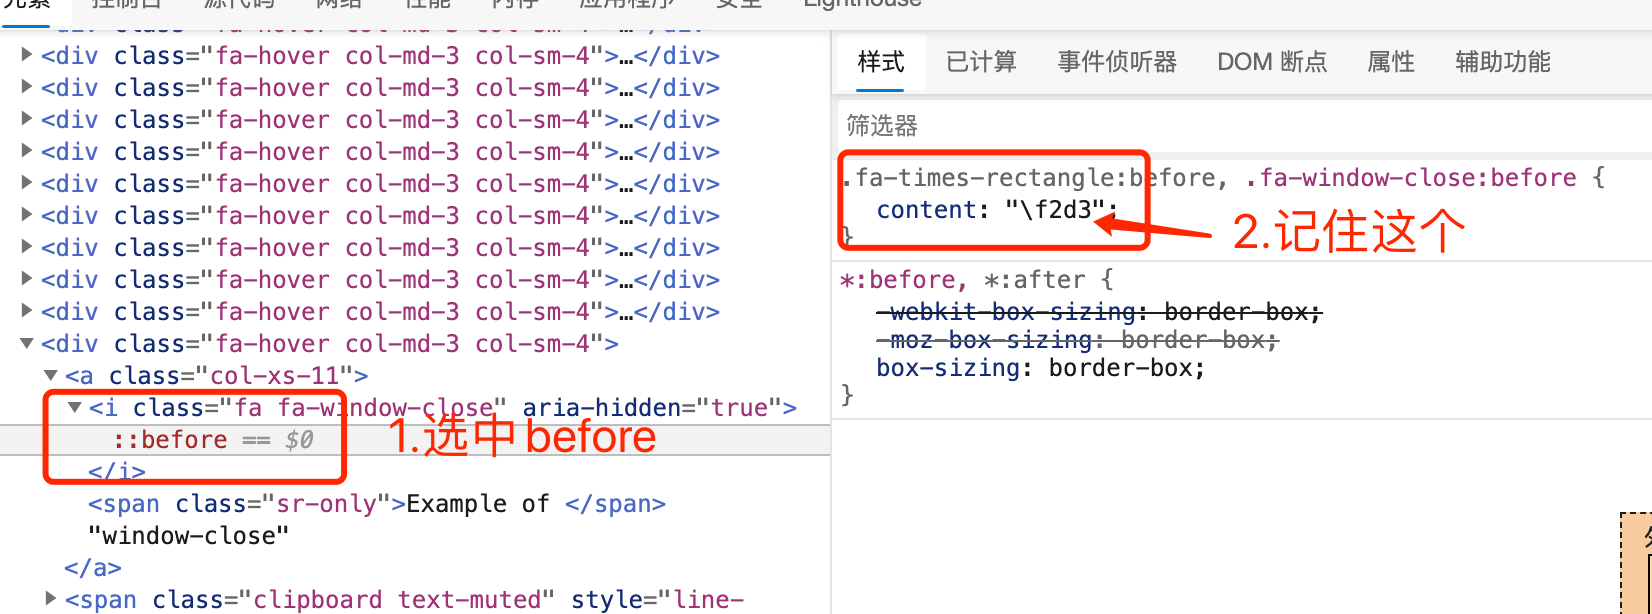 元素 控制台 源代码 网络 性能 内存 应用程序 安全 Lighthouse
▶<div class="fa-hover col-md-3 col-sm-4">…</div>
▶<div class="fa-hover col-md-3 col-sm-4">…</div>
▶<div class="fa-hover col-md-3 col-sm-4">…</div>
▶<div class="fa-hover col-md-3 col-sm-4">…</div>
▶<div class="fa-hover col-md-3 col-sm-4">…</div>
▶<div class="fa-hover col-md-3 col-sm-4">…</div>
▶<div class="fa-hover col-md-3 col-sm-4">…</div>
▶<div class="fa-hover col-md-3 col-sm-4">…</div>
▶<div class="fa-hover col-md-3 col-sm-4">…</div>
▼<div class="fa-hover col-md-3 col-sm-4">
▼<a class="col-xs-11">
▼<i class="fa fa-window-close" aria-hidden="true">
::before == $0
1.选中before
</i>
<span class="sr-only">Example of </span>
"window-close"
</a>
▶<span class="clipboard text-muted" style="line-
样式 已计算 事件侦听器 DOM 断点 属性 辅助功能
筛选器
.fa-times-rectangle:before, .fa-window-close:before {
content: "\f2d3";
2.记住这个
}
*:before, *:after {
-webkit-box-sizing: border-box;
-moz-box-sizing: border-box;
box-sizing: border-box;
}